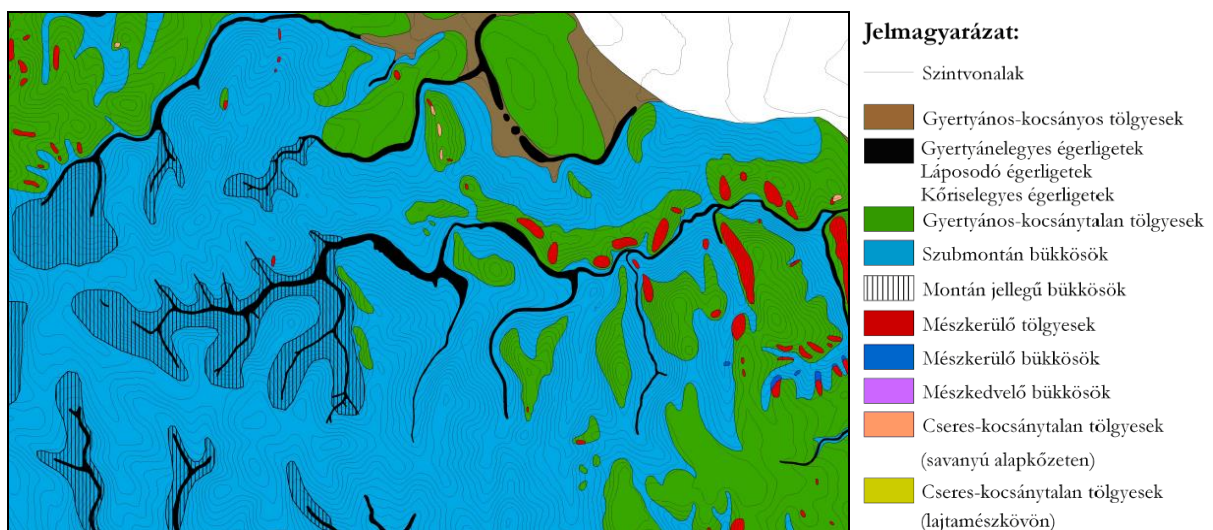 Jelmagyarázat:
Szintvonalak
Gyertyános-kocsányos tölgyesek
Gyertyánelegyes égerligetek
Láposodó égerligetek
Kőriselegyes égerligetek
Gyertyános-kocsánytalan tölgyesek
Szubmontán bükkösök
Montán jellegű bükkösök
Mészkerülő tölgyesek
Mészkerülő bükkösök
Mészkedvelő bükkösök
Cseres-kocsánytalan tölgyesek
(savanyú alapkőzeten)
Cseres-kocsánytalan tölgyesek
(lajtamészkövön)